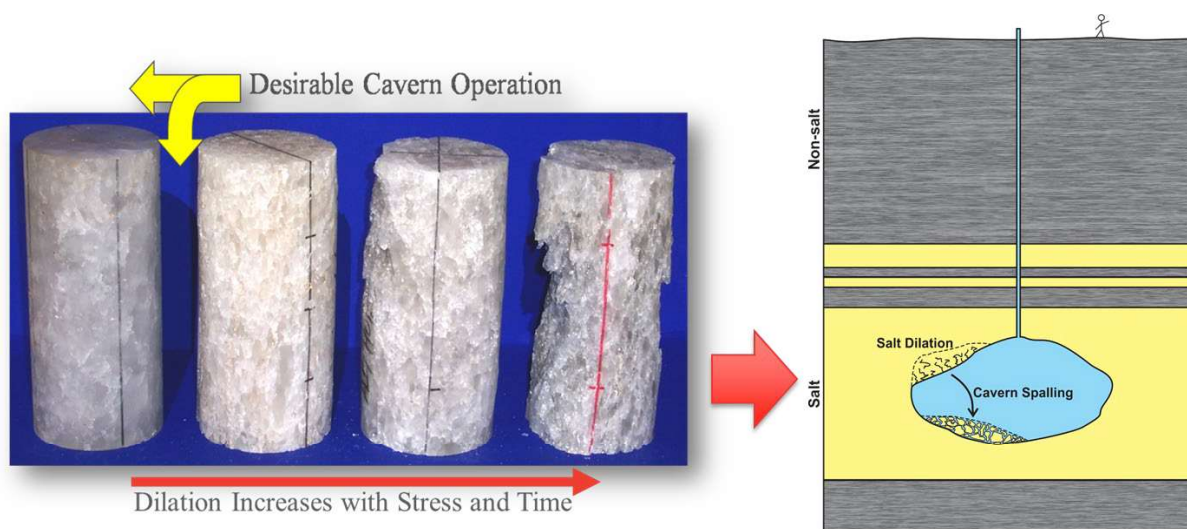 Desirable Cavern Operation
Dilation Increases with Stress and Time
Non-salt
Salt
Salt Dilation
Cavern Spalling